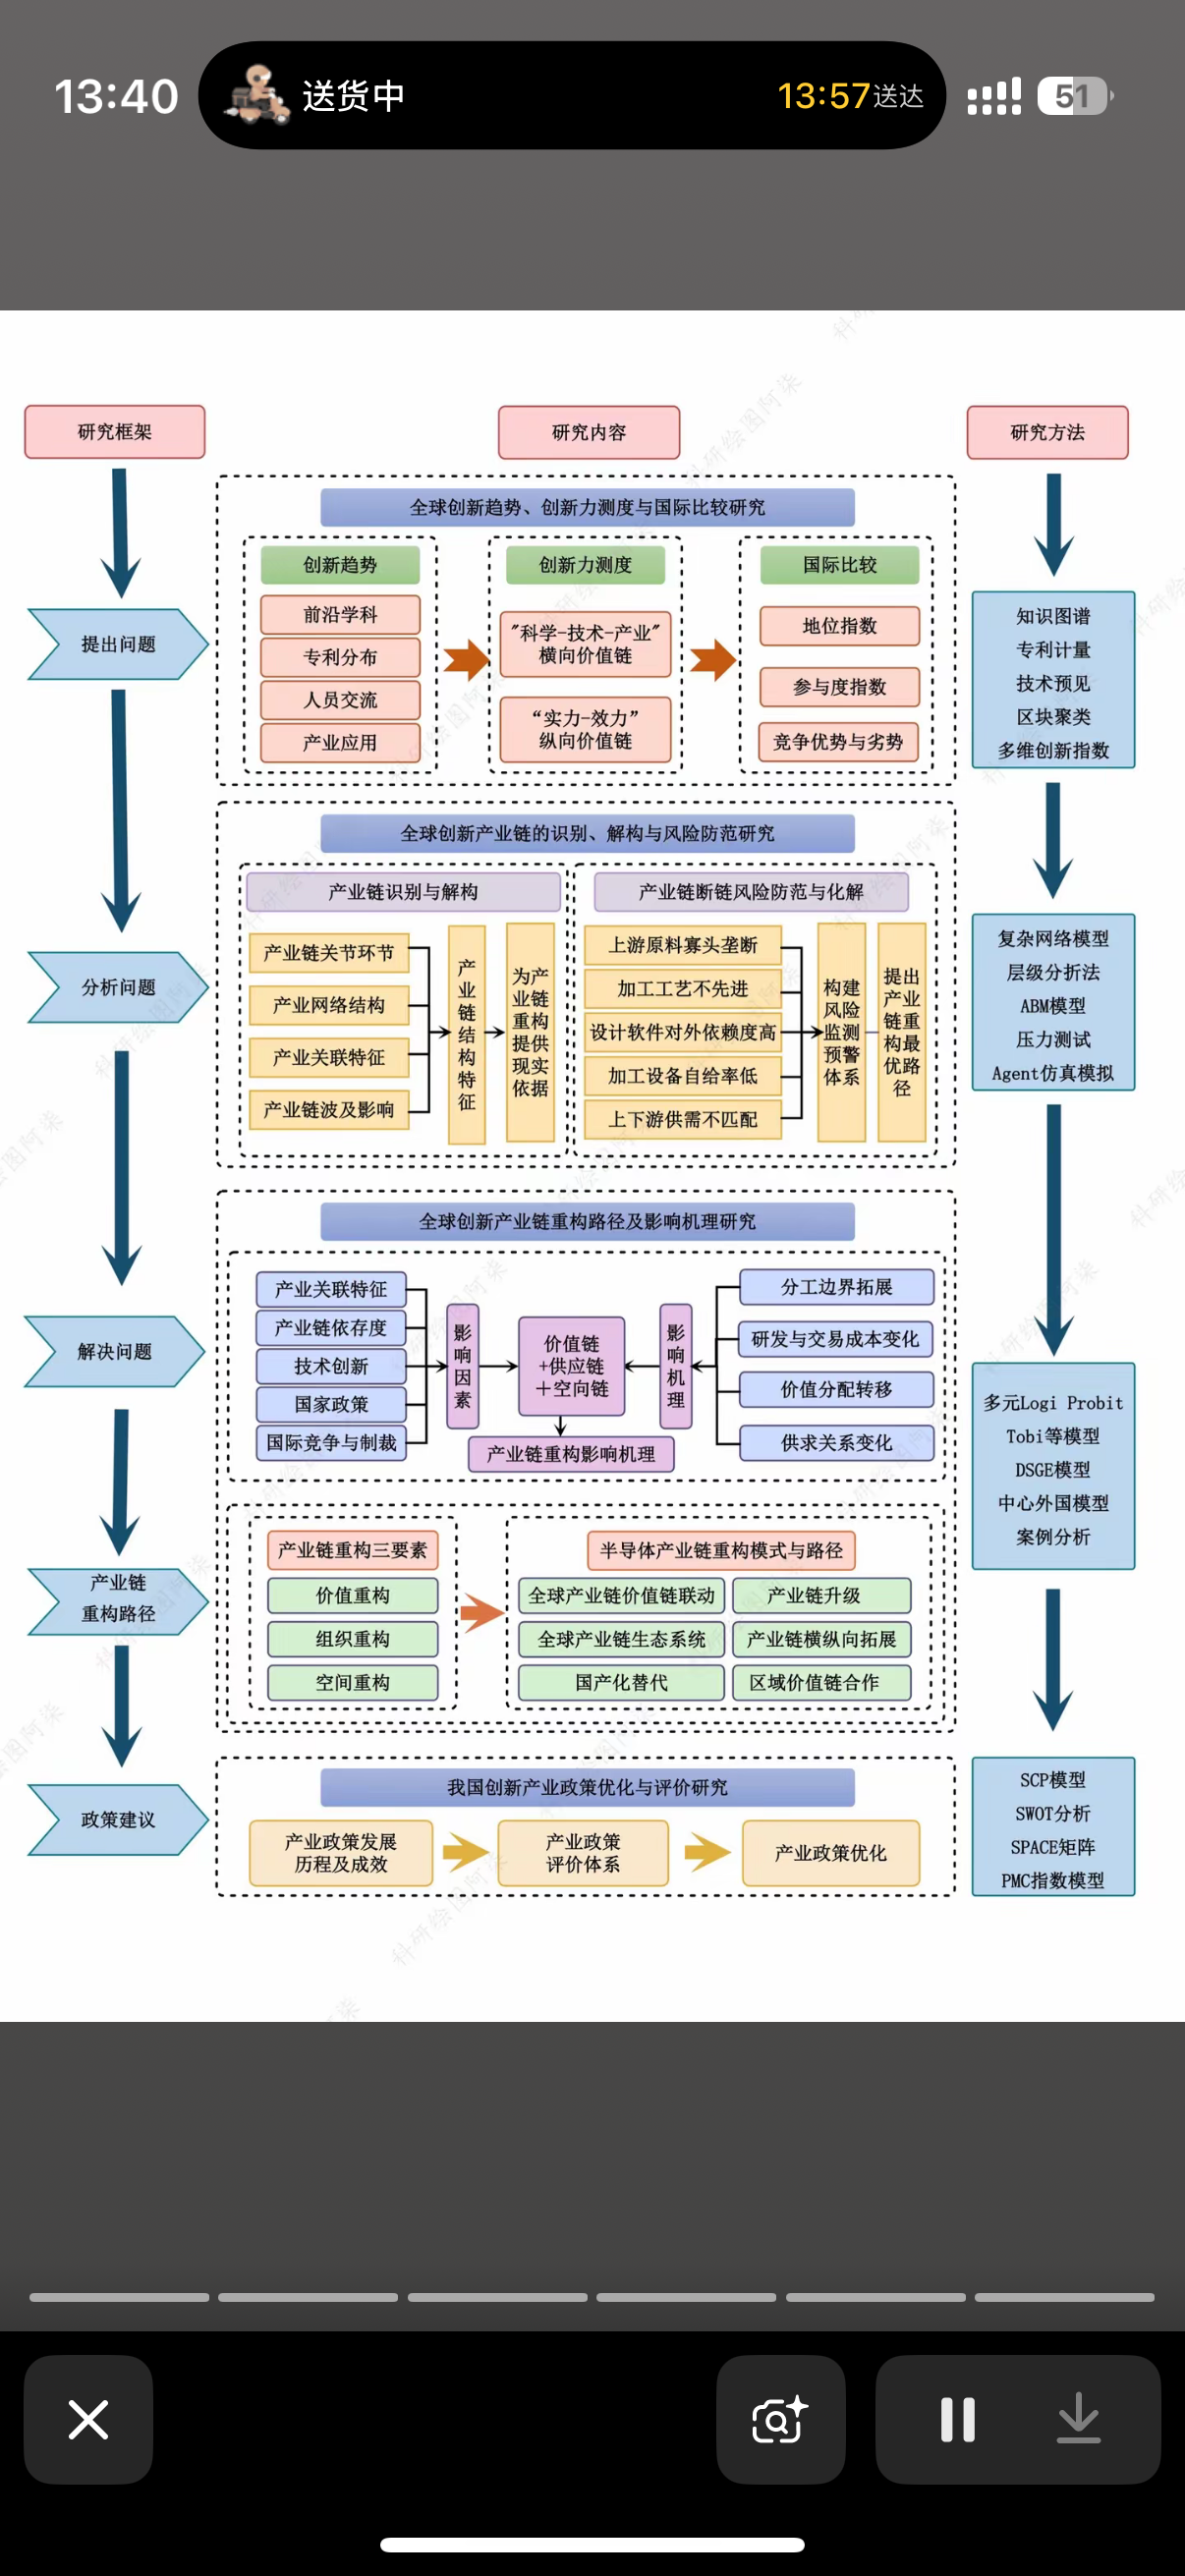 13:40
送货中
13:57送达
51
研究框架
研究内容
研究方法
全球创新趋势、创新力测度与国际比较研究
创新趋势
前沿学科
专利分布
人员交流
产业应用
创新力测度
"科学-技术-产业"
横向价值链
“实力-效力”
纵向价值链
国际比较
地位指数
参与度指数
竞争优势与劣势
提出问题
知识图谱
专利计量
技术预见
区块聚类
多维创新指数
全球创新产业链的识别、解构与风险防范研究
产业链识别与解构
产业链关节环节
产业网络结构
产业关联特征
产业链波及影响
产业链结构特征
为产业链重构提供现实依据
产业链断链风险防范与化解
上游原料寡头垄断
加工工艺不先进
设计软件对外依赖度高
加工设备自给率低
上下游供需不匹配
构建风险监测预警体系
提出产业链重构最优路径
分析问题
复杂网络模型
层级分析法
ABM模型
压力测试
Agent仿真模拟
全球创新产业链重构路径及影响机理研究
产业关联特征
产业链依存度
技术创新
国家政策
国际竞争与制裁
影响因素
价值链
+供应链
+空向链
影响机理
分工边界拓展
研发与交易成本变化
价值分配转移
供求关系变化
产业链重构影响机理
解决问题
多元Logi Probit
Tobi等模型
DSGE模型
中心外国模型
案例分析
产业链重构三要素
价值重构
组织重构
空间重构
半导体产业链重构模式与路径
全球产业链价值链联动
产业链升级
全球产业链生态系统
产业链横纵向拓展
国产化替代
区域价值链合作
产业链
重构路径
我国创新产业政策优化与评价研究
产业政策发展
历程及成效
产业政策
评价体系
产业政策优化
政策建议
SCP模型
SWOT分析
SPACE矩阵
PMC指数模型
科研绘图阿柒